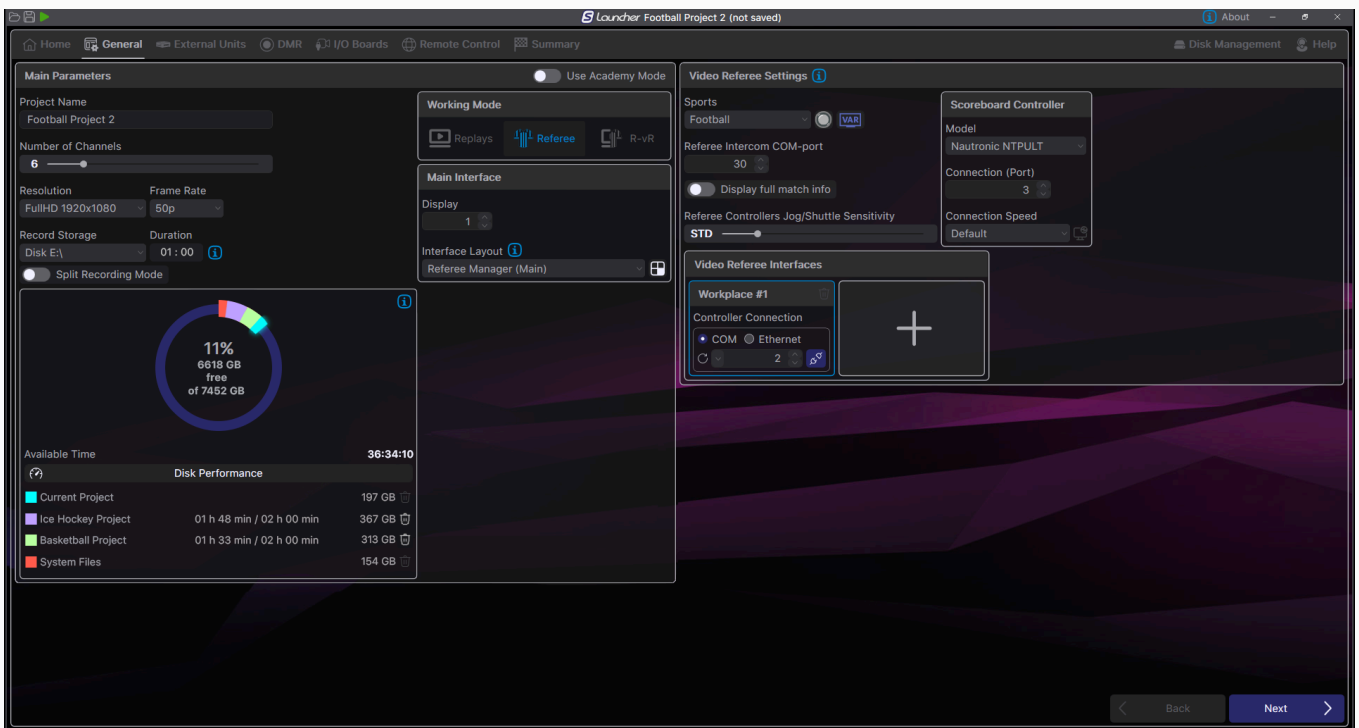 S Launcher Football Project 2 (not saved)
About
Home
General
External Units
DMR
I/O Boards
Remote Control
Summary
Disk Management
Help
Main Parameters
Use Academy Mode
Project Name
Football Project 2
Number of Channels
6
Resolution
Frame Rate
FullHD 1920x1080
50p
Record Storage
Duration
Disk E:\
01 : 00
Split Recording Mode
11%
6618 GB
free
of 7452 GB
Available Time
36:34:10
Disk Performance
Current Project
197 GB
Ice Hockey Project
01 h 48 min / 02 h 00 min
367 GB
Basketball Project
01 h 33 min / 02 h 00 min
313 GB
System Files
154 GB
Working Mode
Replays
Referee
R-vR
Main Interface
Display
1
Interface Layout
Referee Manager (Main)
Video Referee Settings
Sports
Football
VAR
Referee Intercom COM-port
30
Display full match info
Referee Controllers Jog/Shuttle Sensitivity
STD
Scoreboard Controller
Model
Nautronic NTPULT
Connection (Port)
3
Connection Speed
Default
Video Referee Interfaces
Workplace #1
Controller Connection
COM
Ethernet
2
Back
Next